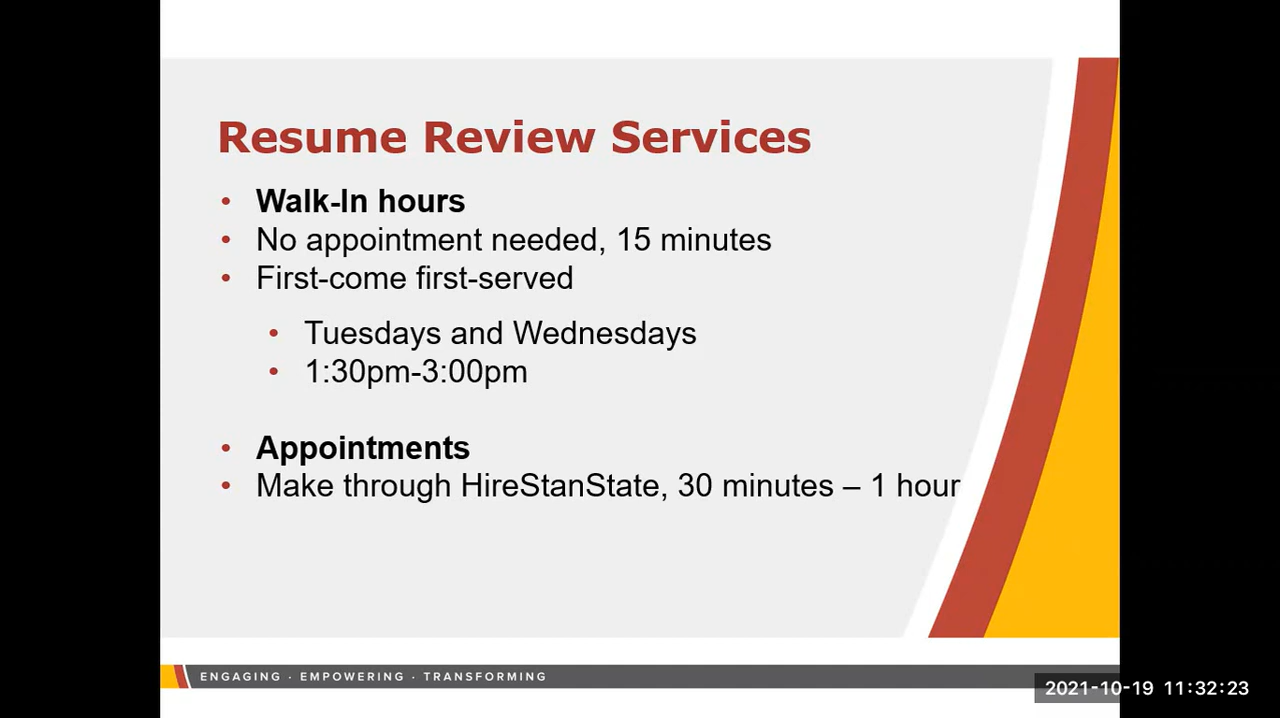 Resume Review Services
• Walk-In hours
• No appointment needed, 15 minutes
• First-come first-served
• Tuesdays and Wednesdays
• 1:30pm-3:00pm
• Appointments
• Make through HireStanState, 30 minutes – 1 hour
ENGAGING · EMPOWERING · TRANSFORMING
2021-10-19 11:32:23